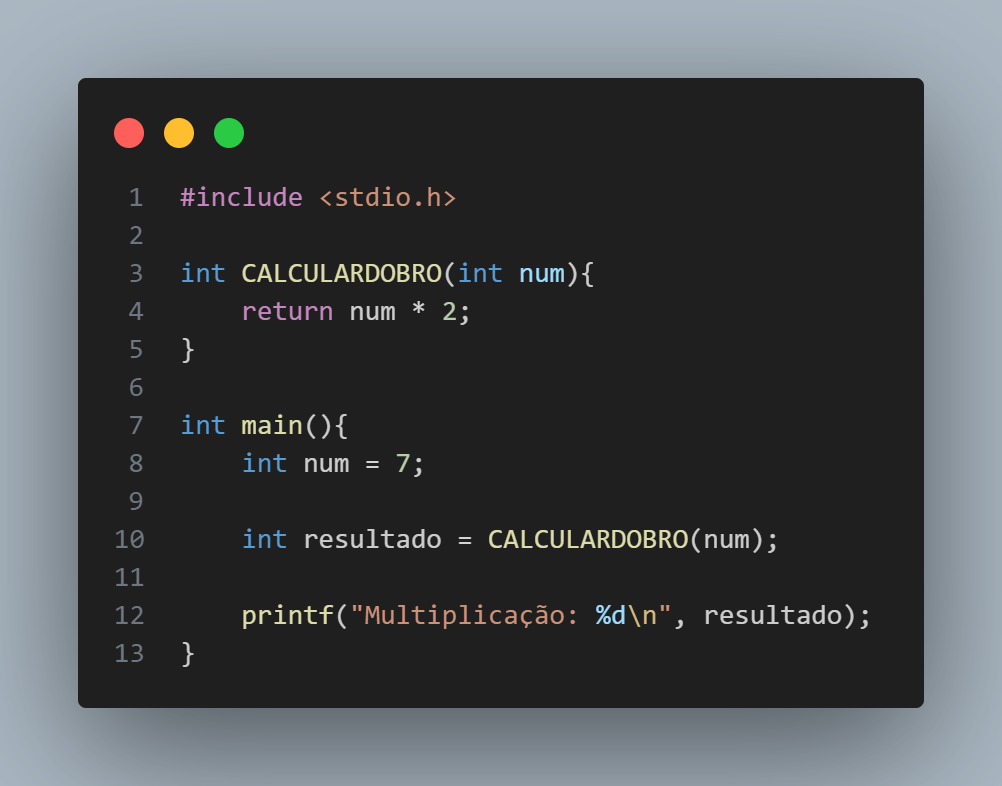 1 #include <stdio.h>
2
3 int CALCULARDOBRO(int num){
4     return num * 2;
5 }
6
7 int main(){
8     int num = 7;
9
10     int resultado = CALCULARDOBRO(num);
11
12     printf("Multiplicação: %d\n", resultado);
13 }